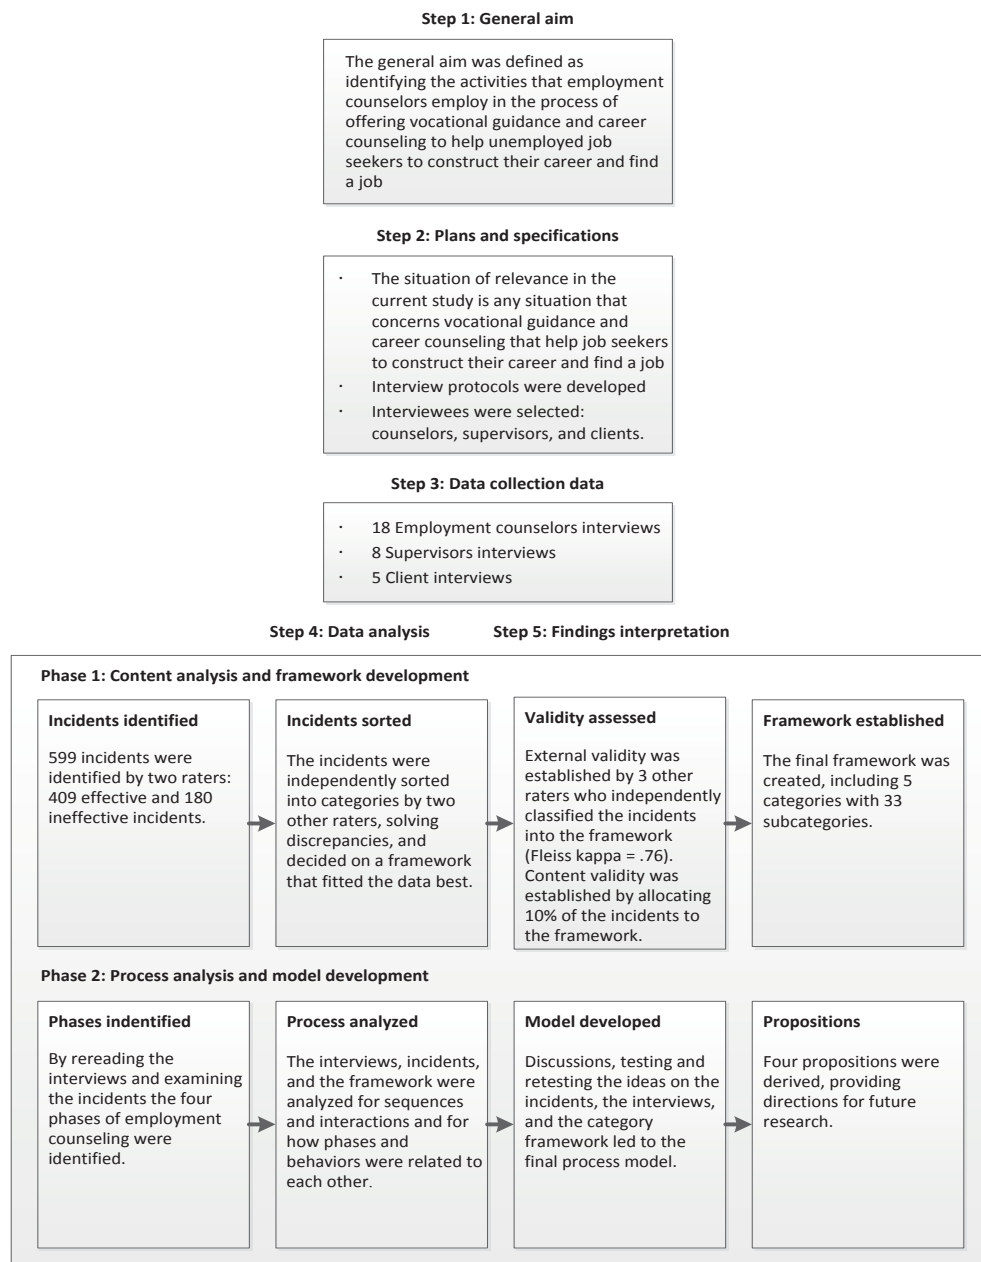 Step 1: General aim
The general aim was defined as
identifying the activities that employment
counselors employ in the process of
offering vocational guidance and career
counseling to help unemployed job
seekers to construct their career and find
a job
Step 2: Plans and specifications
· The situation of relevance in the
current study is any situation that
concerns vocational guidance and
career counseling that help job seekers
to construct their career and find a job
· Interview protocols were developed
· Interviewees were selected:
counselors, supervisors, and clients.
Step 3: Data collection data
· 18 Employment counselors interviews
· 8 Supervisors interviews
· 5 Client interviews
Step 4: Data analysis Step 5: Findings interpretation
Phase 1: Content analysis and framework development
Incidents identified
599 incidents were
identified by two raters:
409 effective and 180
ineffective incidents.
Incidents sorted
The incidents were
independently sorted
into categories by two
other raters, solving
discrepancies, and
decided on a framework
that fitted the data best.
Validity assessed
External validity was
established by 3 other
raters who independently
classified the incidents
into the framework
(Fleiss kappa = .76).
Content validity was
established by allocating
10% of the incidents to
the framework.
Framework established
The final framework was
created, including 5
categories with 33
subcategories.
Phase 2: Process analysis and model development
Phases indentified
By rereading the
interviews and examining
the incidents the four
phases of employment
counseling were
identified.
Process analyzed
The interviews, incidents,
and the framework were
analyzed for sequences
and interactions and for
how phases and
behaviors were related to
each other.
Model developed
Discussions, testing and
retesting the ideas on the
incidents, the interviews,
and the category
framework led to the
final process model.
Propositions
Four propositions were
derived, providing
directions for future
research.